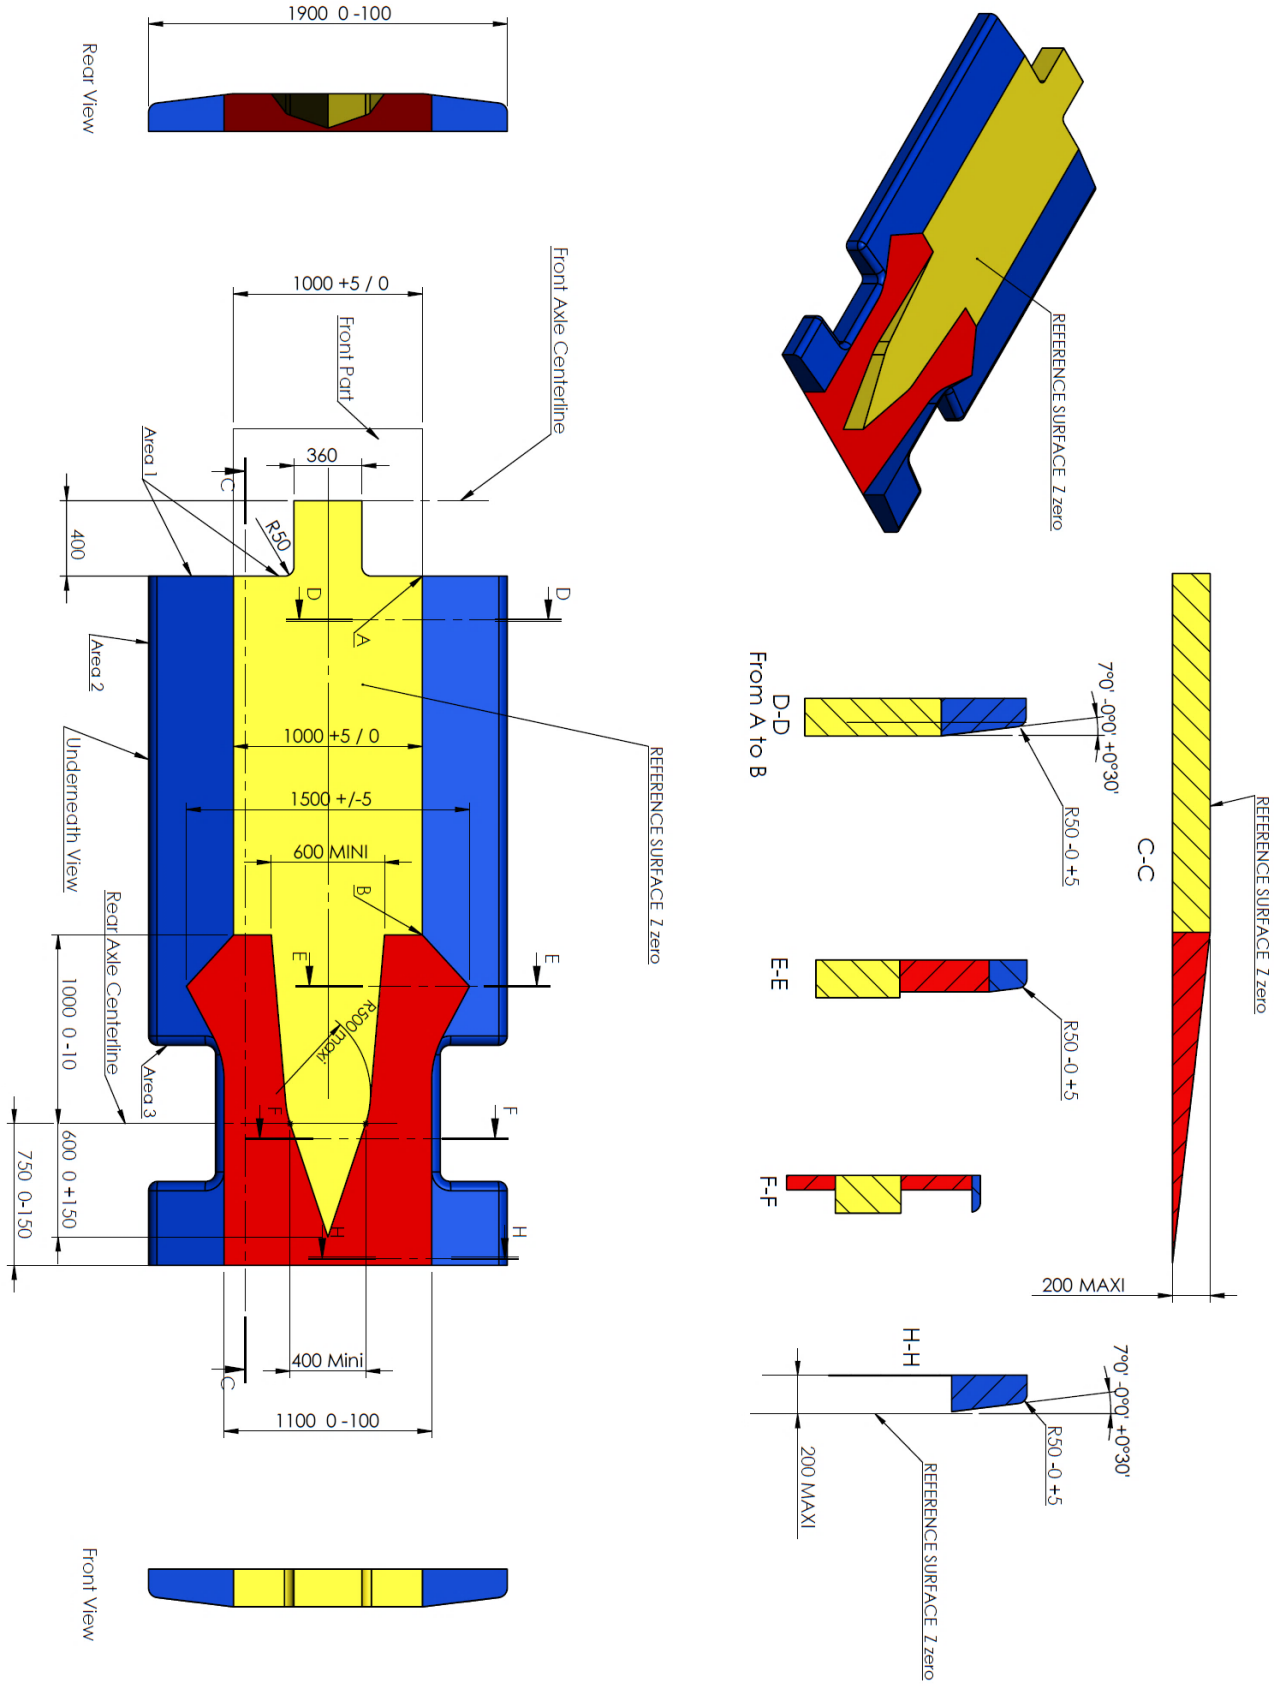 1900 0 -100
Rear View
REFERENCE SURFACE Z zero
1000 +5 / 0
Front Part
Front Axle Centerline
360
Area 1
C
R50
400
D
D
A
Area 2
1000 +5 / 0
Underneath View
1500 +/-5
600 MINI
B
REFERENCE SURFACE Z zero
Rear Axle Centerline
E
E
R500 maxi
1000 0 -10
Area 3
F
F
600 0 +150
750 0-150
H
H
400 Mini
C
1100 0 -100
Front View
REFERENCE SURFACE Z zero
C-C
200 MAXI
7°0' -0°0' +0°30'
R50 -0 +5
D-D
From A to B
E-E
R50 -0 +5
F-F
H-H
7°0' -0°0' +0°30'
R50 -0 +5
200 MAXI
REFERENCE SURFACE Z zero